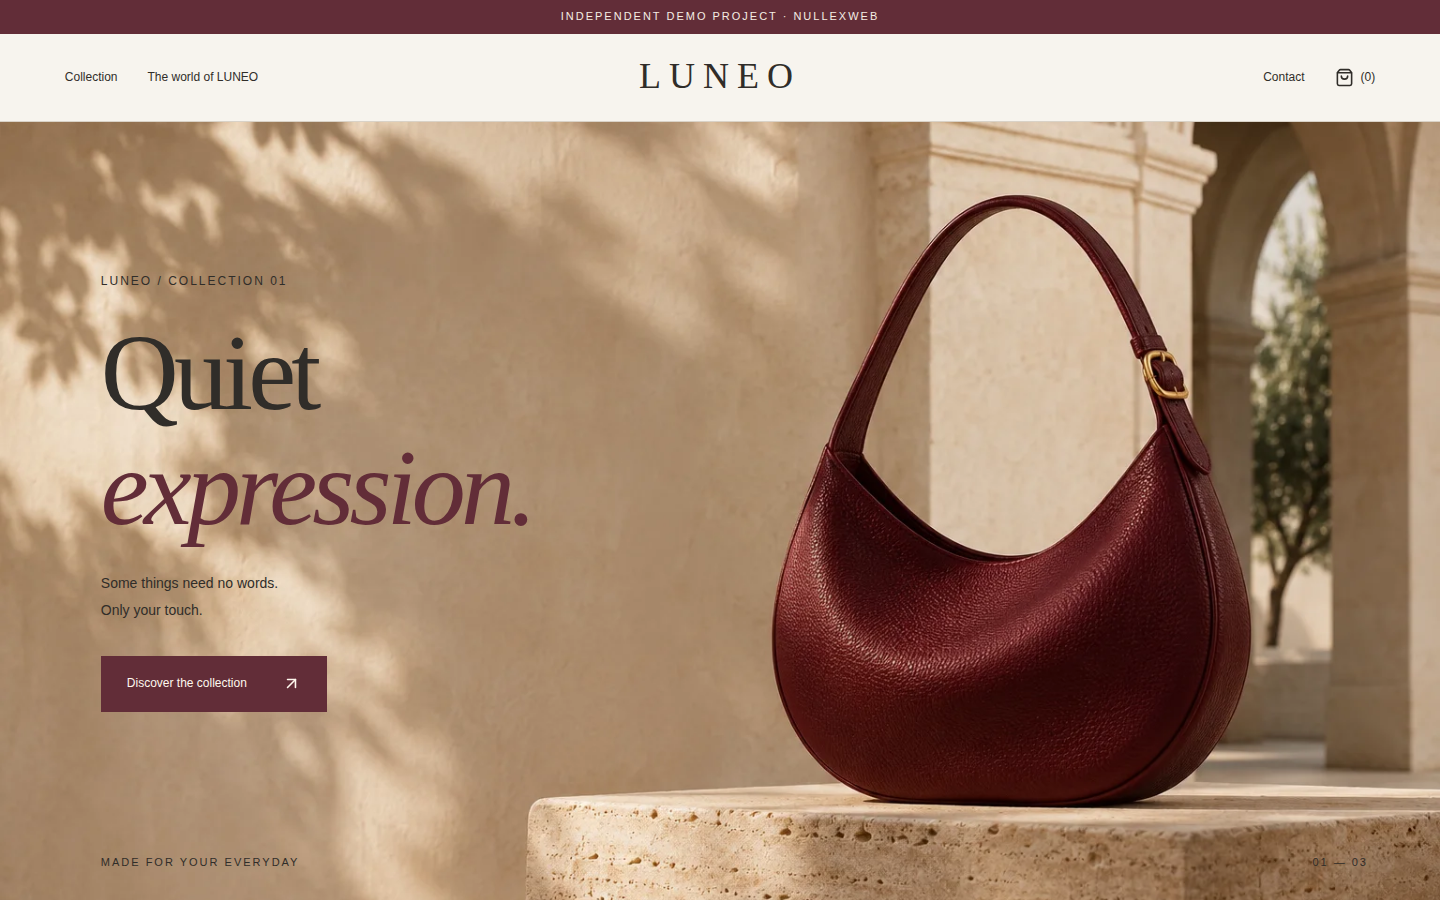 INDEPENDENT DEMO PROJECT · NULLEXWEB
Collection
The world of LUNEO
LUNEO
Contact
(0)
LUNEO / COLLECTION 01
Quiet
expression.
Some things need no words.
Only your touch.
Discover the collection
MADE FOR YOUR EVERYDAY
01 — 03